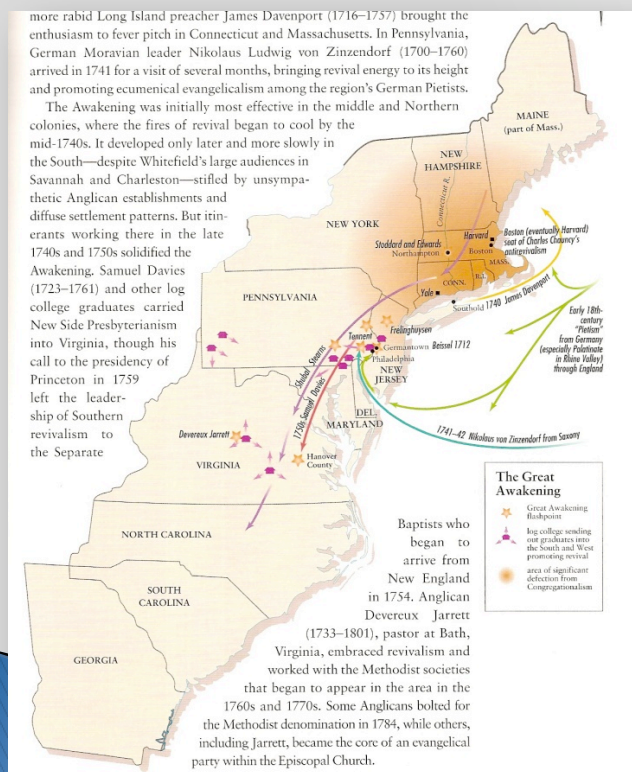 more rabid Long Island preacher James Davenport (1716–1757) brought the
enthusiasm to fever pitch in Connecticut and Massachusetts. In Pennsylvania,
German Moravian leader Nikolaus Ludwig von Zinzendorf (1700–1760)
arrived in 1741 for a visit of several months, bringing revival energy to its height
and promoting ecumenical evangelicalism among the region's German Pietists.
The Awakening was initially most effective in the middle and Northern
colonies, where the fires of revival began to cool by the
mid-1740s. It developed only later and more slowly in
the South—despite Whitefield's large audiences in
Savannah and Charleston—stifled by unsympa-
thetic Anglican establishments and
diffuse settlement patterns. But itin-
erants working there in the late
1740s and 1750s solidified the
Awakening. Samuel Davies
(1723–1761) and other log
college graduates carried
New Side Presbyterianism
into Virginia, though his
call to the presidency of
Princeton in 1759
left the leader-
ship of Southern
revivalism to
the Separate
MAINE
(part of Mass.)
NEW
HAMPSHIRE
Connecticut R.
NEW YORK
Stoddard and Edwards
Northampton
Harvard
Boston
Boston (eventually Harvard)
seat of Charles Chauncy's
antirevivalism
MASS.
R.I.
CONN.
Yale
Southold 1740 James Davenport
Early 18th-
century
"Pietism"
from Germany
(especially Palatinate
in Rhine Valley)
through England
PENNSYLVANIA
Frelinghuysen
Tennent
Germantown Beissel 1712
Philadelphia
NEW
JERSEY
Shubal Stearns
1750s Samuel Davies
DEL.
MARYLAND
1741–42 Nikolaus von Zinzendorf from Saxony
Devereux Jarrett
Hanover
County
VIRGINIA
NORTH CAROLINA
SOUTH
CAROLINA
GEORGIA
The Great
Awakening
Great Awakening
flashpoint
log college sending
out graduates into
the South and West
promoting revival
area of significant
defection from
Congregationalism
Baptists who
began to
arrive from
New England
in 1754. Anglican
Devereux Jarrett
(1733–1801), pastor at Bath,
Virginia, embraced revivalism and
worked with the Methodist societies
that began to appear in the area in the
1760s and 1770s. Some Anglicans bolted for
the Methodist denomination in 1784, while others,
including Jarrett, became the core of an evangelical
party within the Episcopal Church.